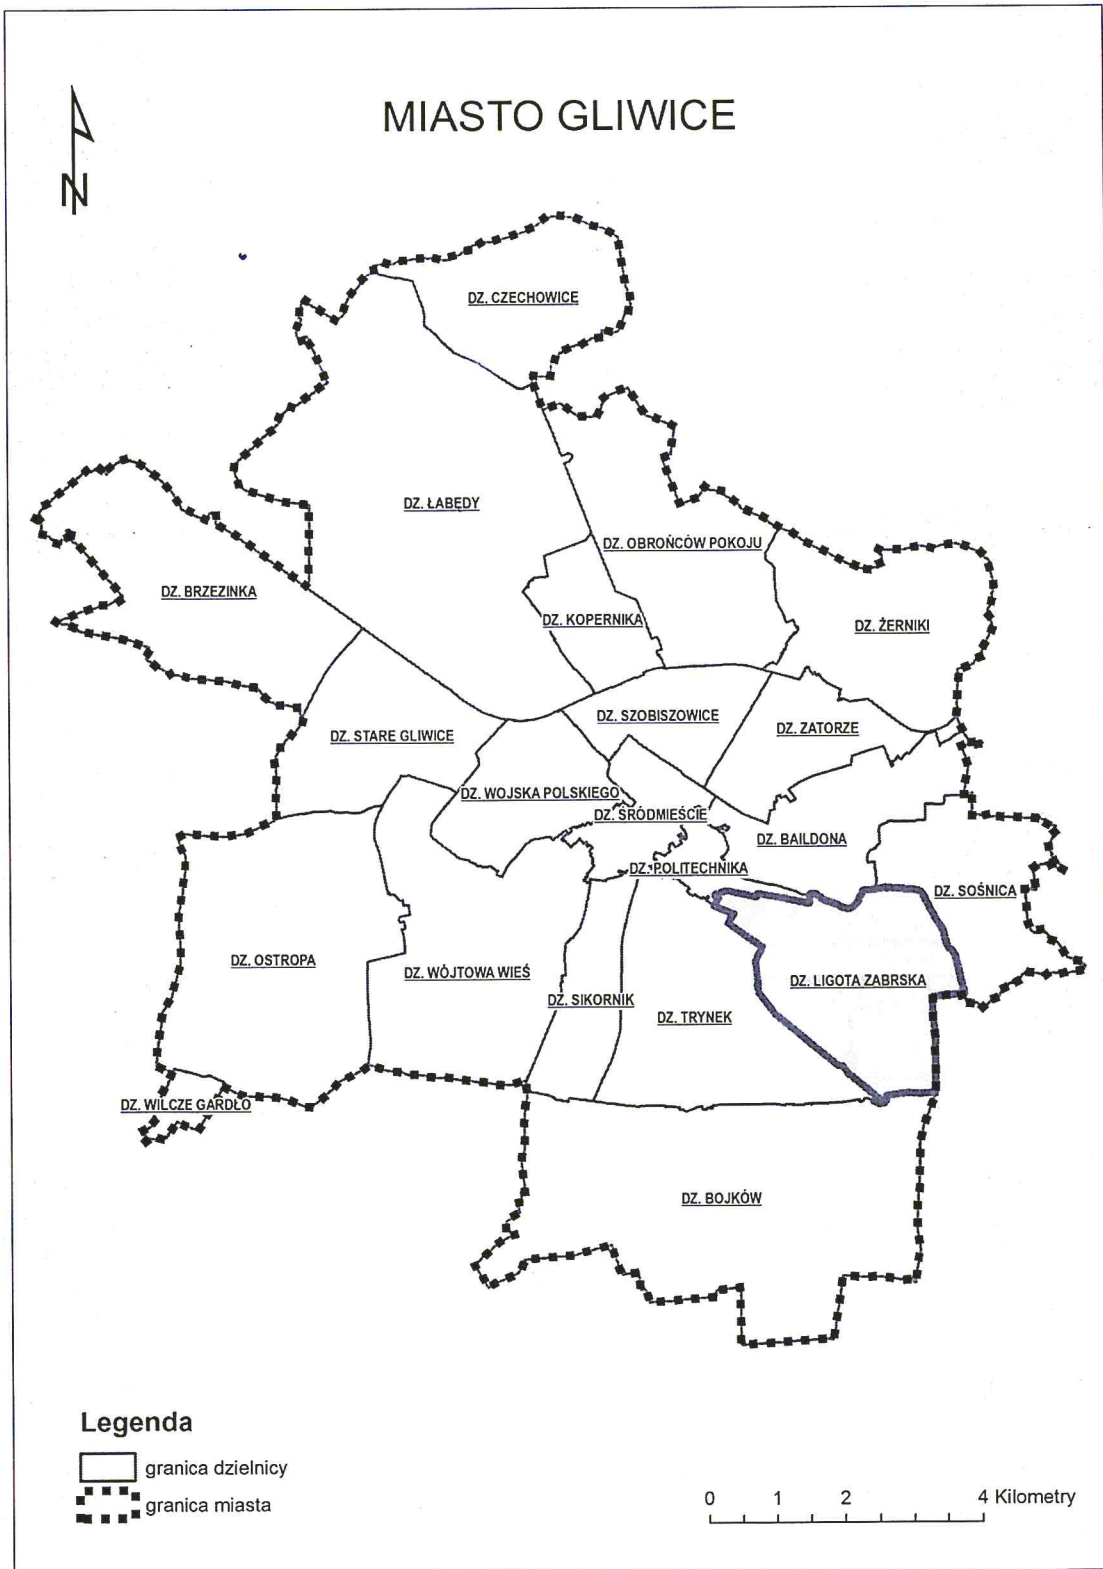 MIASTO GLIWICE
N
DZ. CZECHOWICE
DZ. ŁABĘDY
DZ. OBROŃCÓW POKOJU
DZ. BRZEZINKA
DZ. KOPERNIKA
DZ. ŻERNIKI
DZ. SZOBISZOWICE
DZ. ZATORZE
DZ. STARE GLIWICE
DZ. WOJSKA POLSKIEGO
DZ. ŚRÓDMIEŚCIE
DZ. BAILDONA
DZ. POLITECHNIKA
DZ. SOŚNICA
DZ. OSTROPA
DZ. WÓJTOWA WIEŚ
DZ. LIGOTA ZABRSKA
DZ. SIKORNIK
DZ. TRYNEK
DZ. WILCZE GARDŁO
DZ. BOJKÓW
Legenda
granica dzielnicy
granica miasta
0 1 2 4 Kilometry